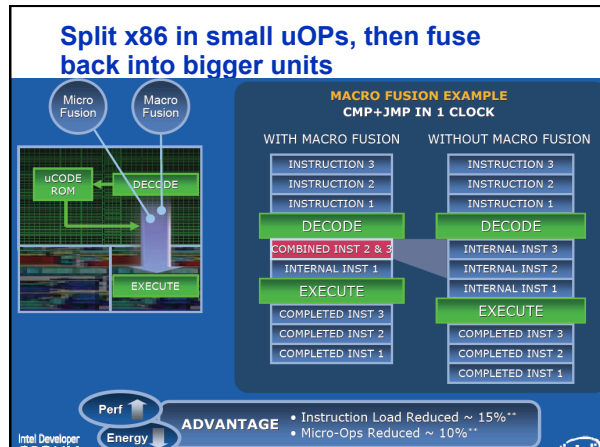 Split x86 in small uOPs, then fuse
back into bigger units
Micro
Fusion
Macro
Fusion
uCODE
ROM
DECODE
EXECUTE
MACRO FUSION EXAMPLE
CMP+JMP IN 1 CLOCK
WITH MACRO FUSION
INSTRUCTION 3
INSTRUCTION 2
INSTRUCTION 1
DECODE
COMBINED INST 2 & 3
INTERNAL INST 1
EXECUTE
COMPLETED INST 3
COMPLETED INST 2
COMPLETED INST 1
WITHOUT MACRO FUSION
INSTRUCTION 3
INSTRUCTION 2
INSTRUCTION 1
DECODE
INTERNAL INST 3
INTERNAL INST 2
INTERNAL INST 1
EXECUTE
COMPLETED INST 3
COMPLETED INST 2
COMPLETED INST 1
Perf
Energy
ADVANTAGE
• Instruction Load Reduced ~ 15%**
• Micro-Ops Reduced ~ 10%**
Intel Developer